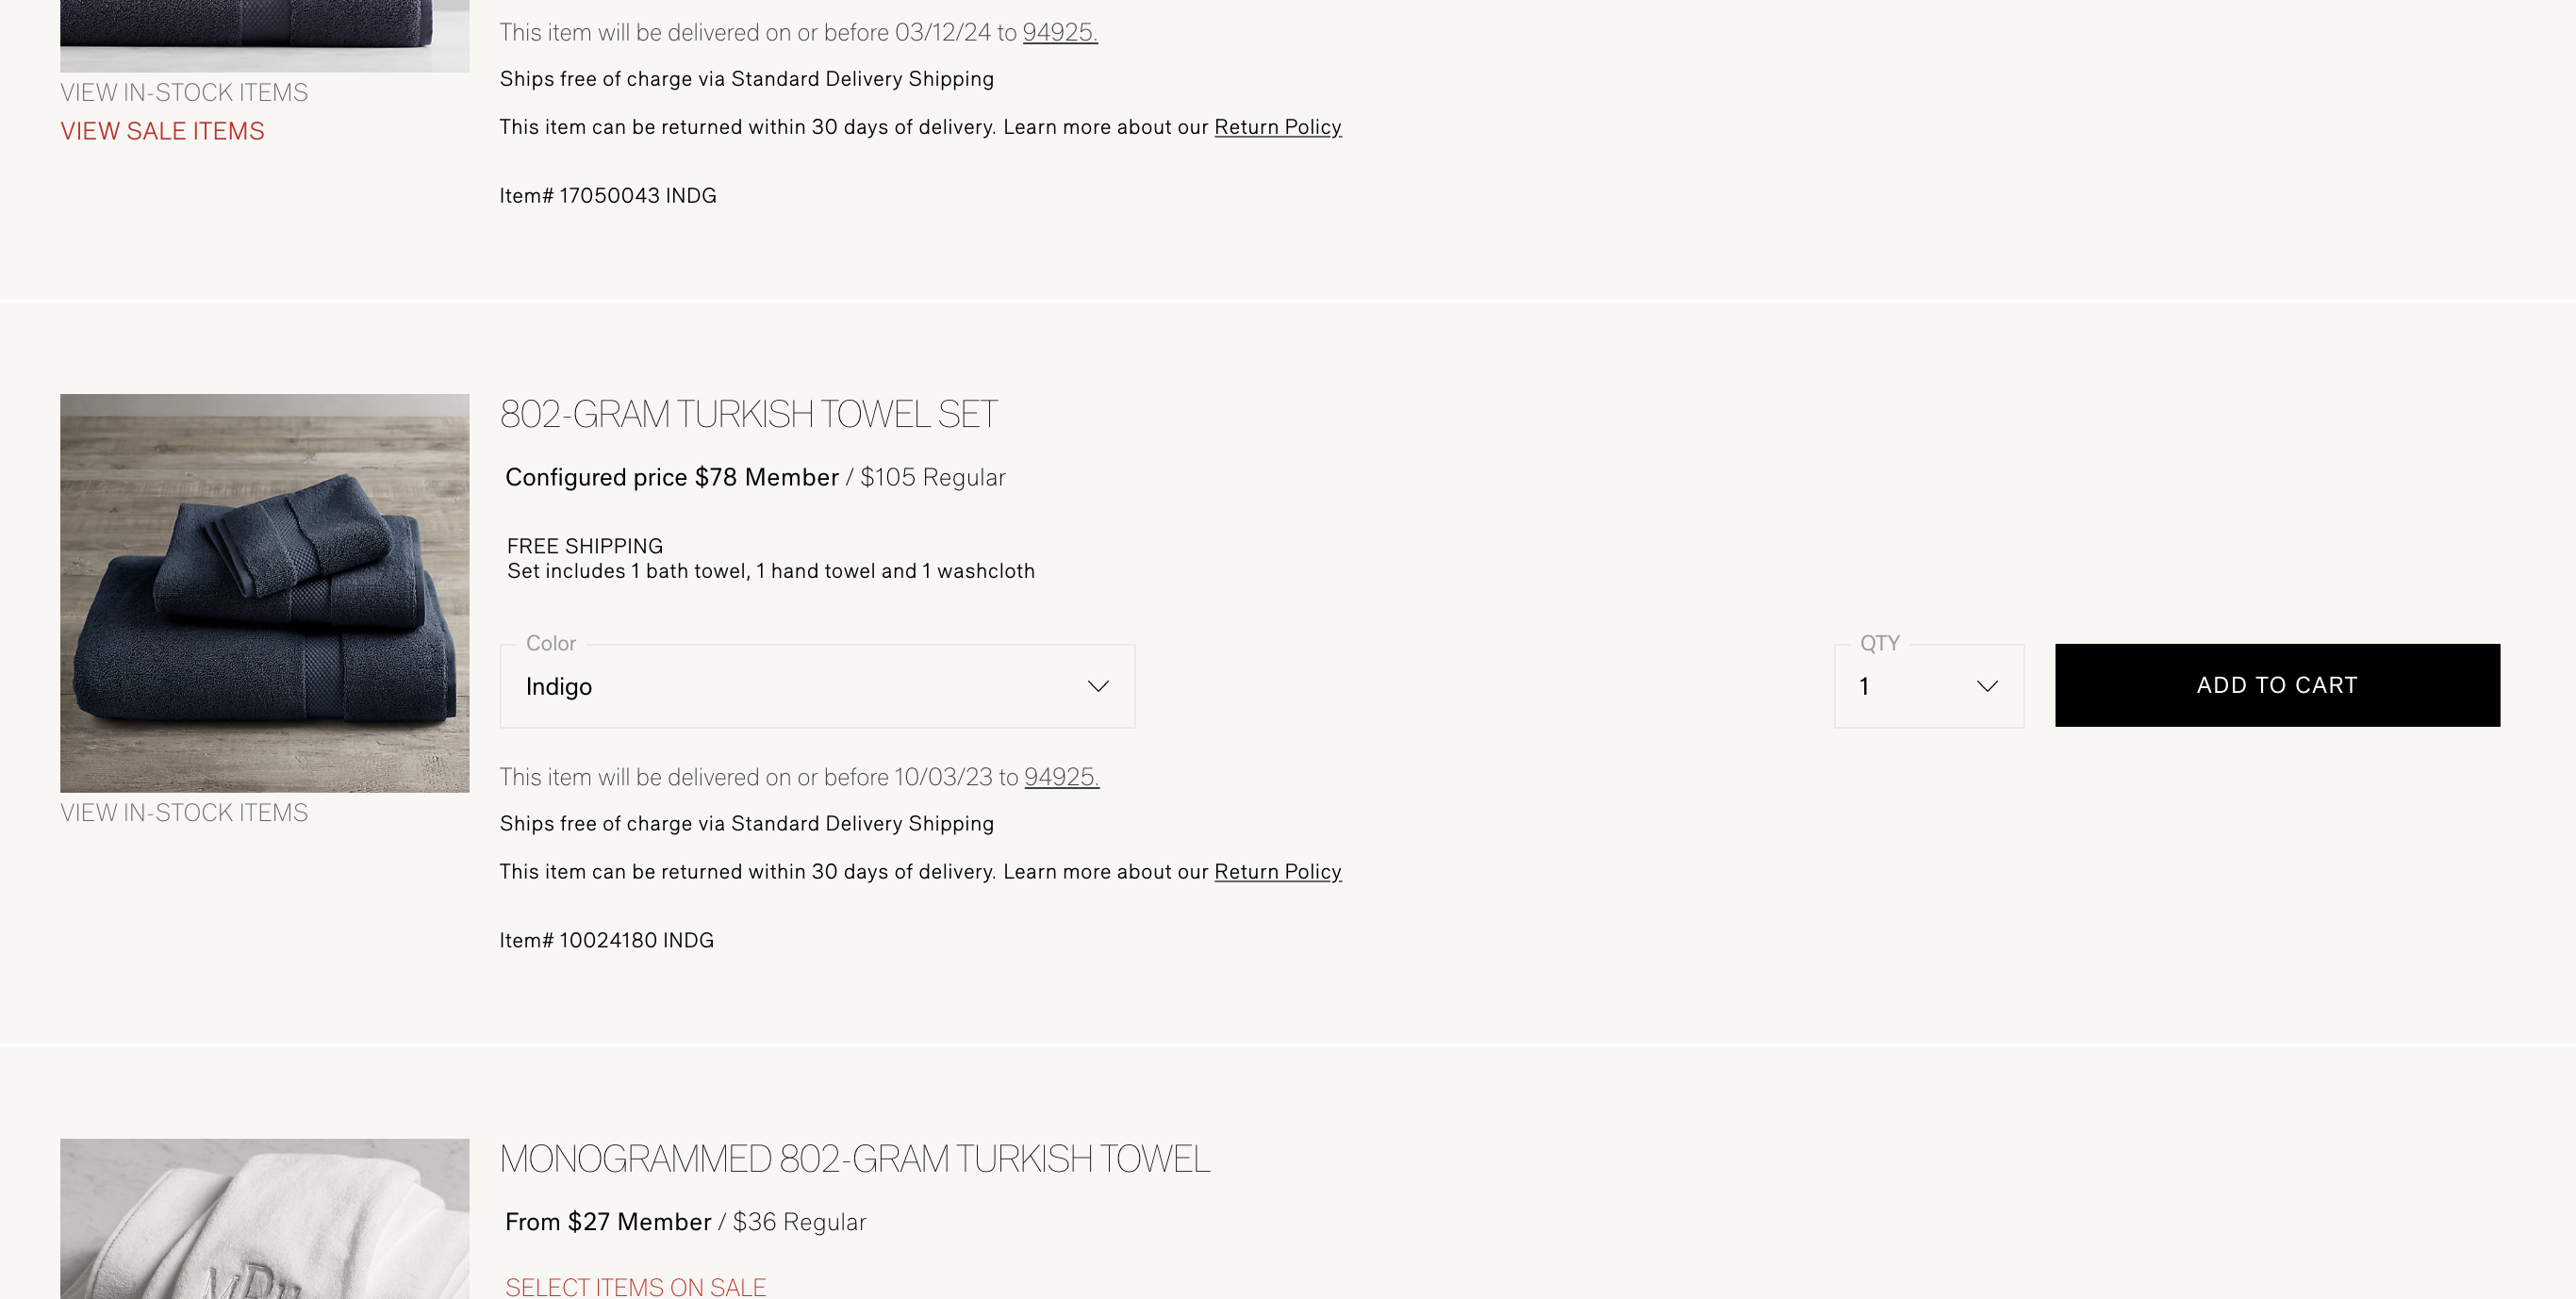 This item will be delivered on or before 03/12/24 to 94925.
VIEW IN-STOCK ITEMS
Ships free of charge via Standard Delivery Shipping
VIEW SALE ITEMS
This item can be returned within 30 days of delivery. Learn more about our Return Policy
Item# 17050043 INDG
802-GRAM TURKISH TOWEL SET
Configured price $78 Member / $105 Regular
FREE SHIPPING
Set includes 1 bath towel, 1 hand towel and 1 washcloth
Color
Indigo
QTY
1
ADD TO CART
This item will be delivered on or before 10/03/23 to 94925.
VIEW IN-STOCK ITEMS
Ships free of charge via Standard Delivery Shipping
This item can be returned within 30 days of delivery. Learn more about our Return Policy
Item# 10024180 INDG
MONOGRAMMED 802-GRAM TURKISH TOWEL
From $27 Member / $36 Regular
SELECT ITEMS ON SALE